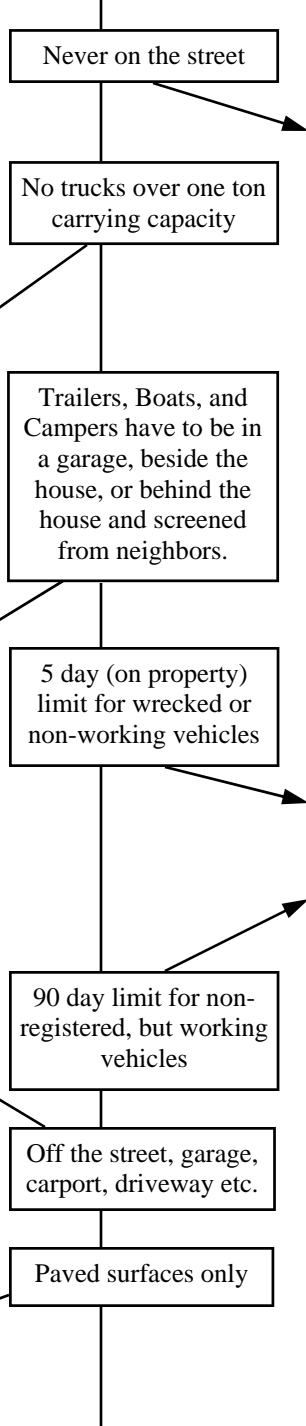 Never on the street
No trucks over one ton
carrying capacity
Trailers, Boats, and
Campers have to be in
a garage, beside the
house, or behind the
house and screened
from neighbors.
5 day (on property)
limit for wrecked or
non-working vehicles
90 day limit for non-
registered, but working
vehicles
Off the street, garage,
carport, driveway etc.
Paved surfaces only